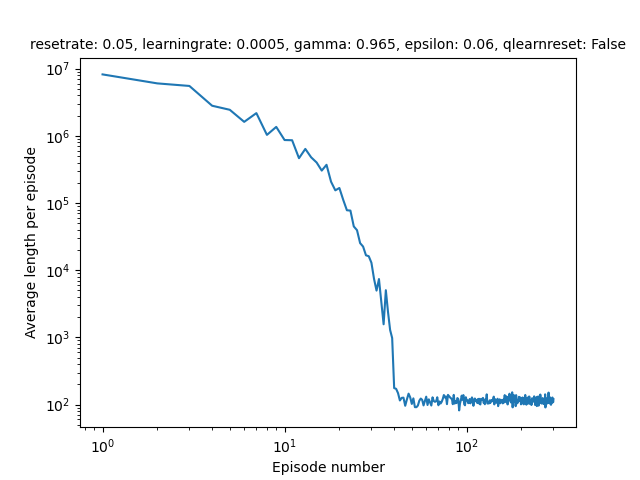 resetrate: 0.05, learningrate: 0.0005, gamma: 0.965, epsilon: 0.06, qlearnreset: False
10⁷
10⁶
10⁵
10⁴
10³
10²
Average length per episode
10⁰ 10¹ 10²
Episode number